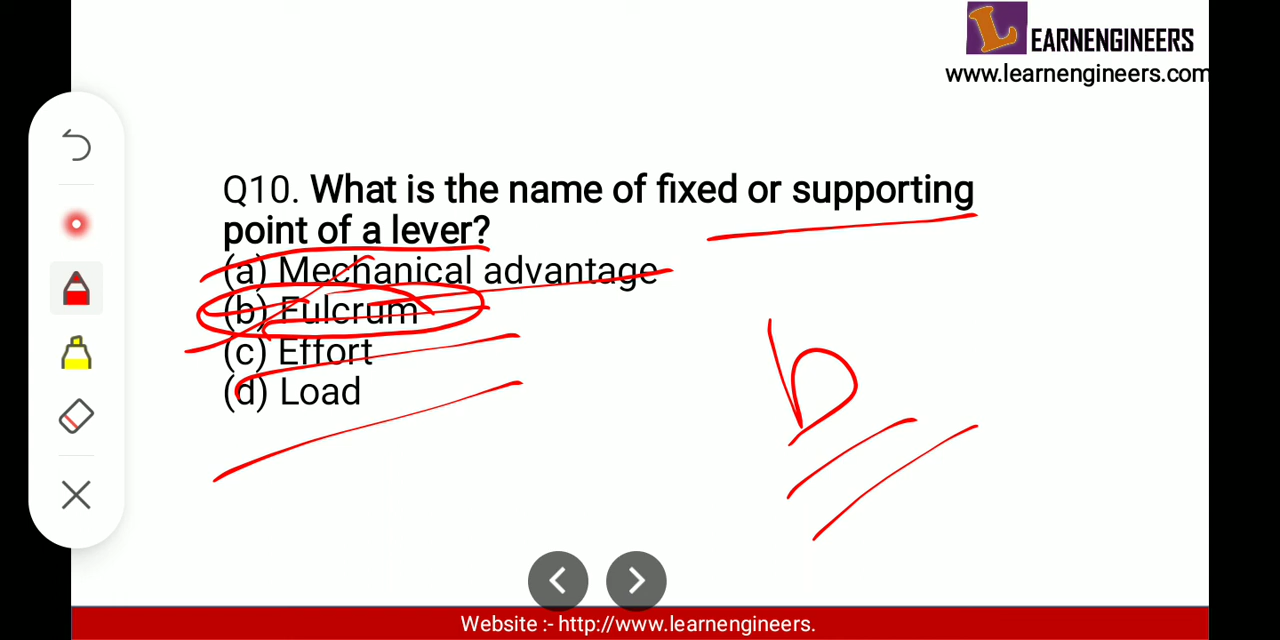 LEARNENGINEERS
www.learnengineers.com
Q10. What is the name of fixed or supporting
point of a lever?
(a) Mechanical advantage
(b) Fulcrum
(c) Effort
(d) Load
b
Website :- http://www.learnengineers.